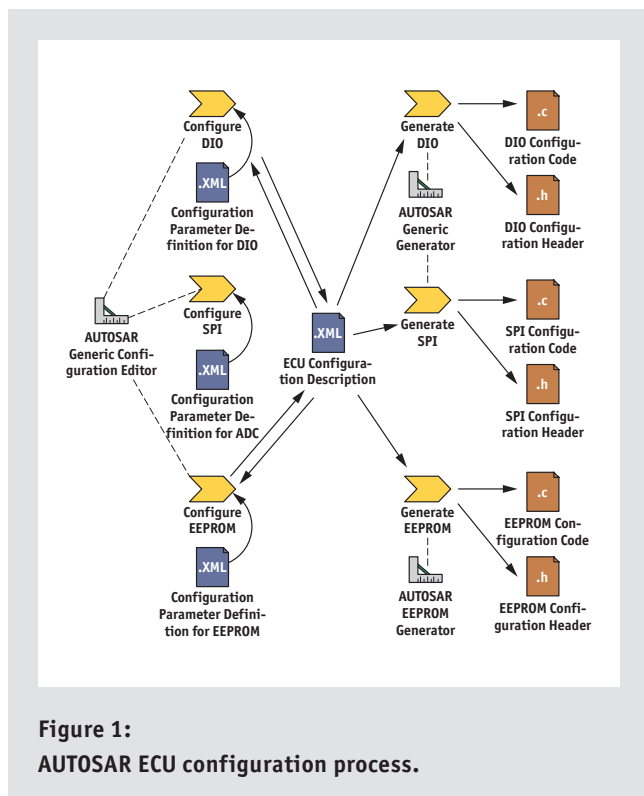 Configure
DIO
.XML
Configuration
Parameter De-
finition for DIO
AUTOSAR
Generic Confi-
guration Editor
Configure
SPI
.XML
Configuration
Parameter De-
finition for ADC
Configure
EEPROM
.XML
Configuration
Parameter Defini-
tion for EEPROM
.XML
ECU Configura-
tion Description
Generate
DIO
AUTOSAR
Generic
Generator
Generate
SPI
Generate
EEPROM
AUTOSAR
EEPROM
Generator
.c
DIO Configu-
ration Code
.h
DIO Configu-
ration Header
.c
SPI Configu-
ration Code
.h
SPI Configu-
ration Header
.c
EEPROM Con-
figuration Code
.h
EEPROM Confi-
guration Header
Figure 1:
AUTOSAR ECU configuration process.